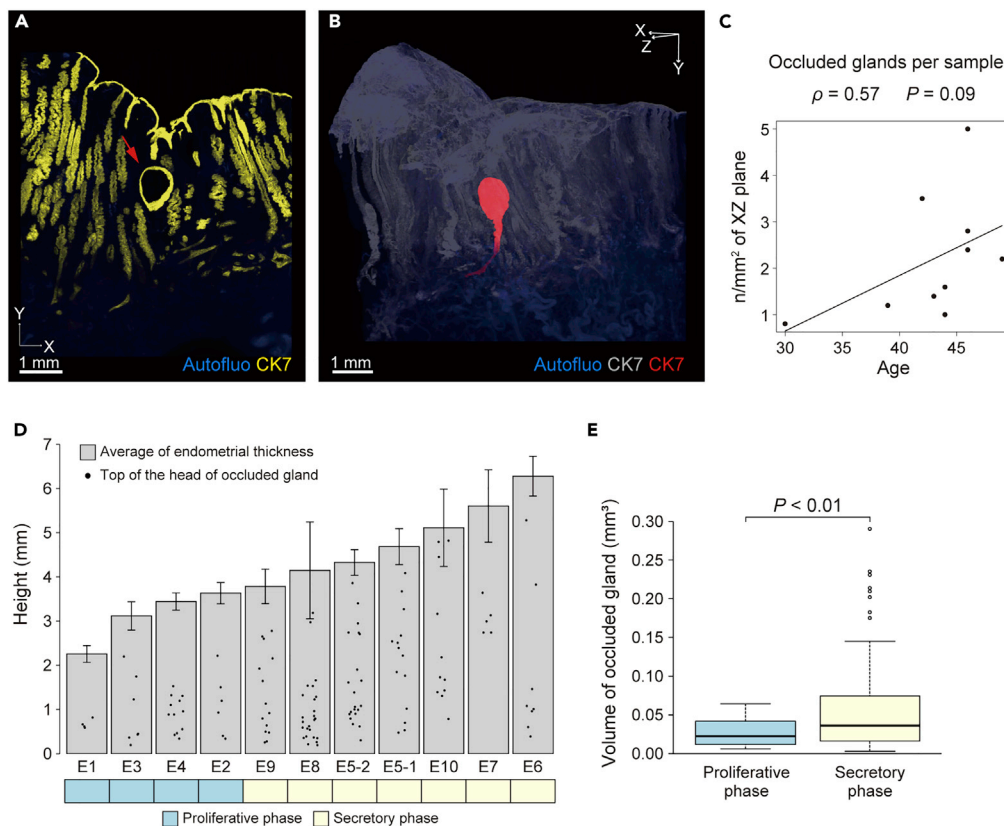 A
Y
X
1 mm
Autofluo CK7
B
X
Z
Y
1 mm
Autofluo CK7 CK7
C
Occluded glands per sample
ρ = 0.57 P = 0.09
n/mm² of XZ plane
5
4
3
2
1
30 35 40 45
Age
D
Height (mm)
7
6
5
4
3
2
1
0
Average of endometrial thickness
Top of the head of occluded gland
E1 E3 E4 E2 E9 E8 E5-2 E5-1 E10 E7 E6
Proliferative phase Secretory phase
E
P < 0.01
Volume of occluded gland (mm³)
0.30
0.25
0.20
0.15
0.10
0.05
0.00
Proliferative
phase
Secretory
phase